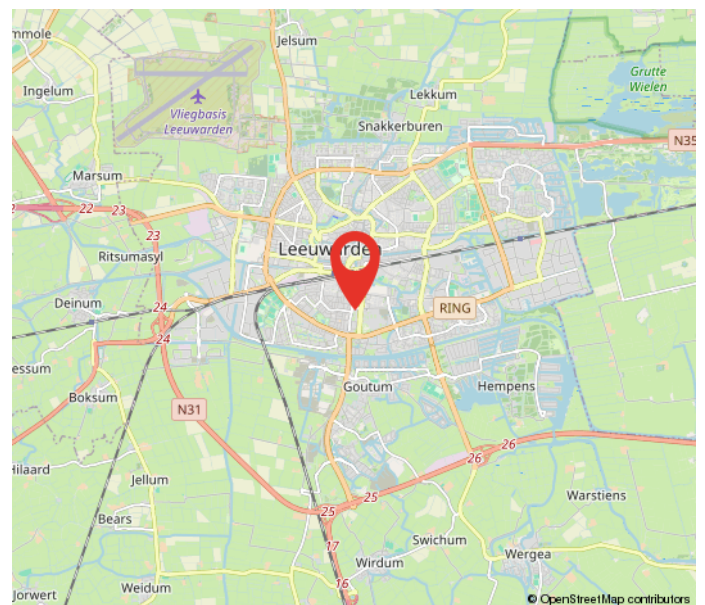 mmole
Jelsum
Ingelum
Vliegbasis
Leeuwarden
Lekkum
Grutte
Wielen
Snakkerburen
N35
Marsum
2
22
23
23
Ritsumasyl
Leeuwarden
Deinum
24
RING
24
essum
Boksum
Goutum
Hempens
N31
26
26
Hilaard
Jellum
25
Warstiens
25
Bears
17
Swichum
Wergea
Wirdum
16
Weidum
Jorwert
© OpenStreetMap contributors